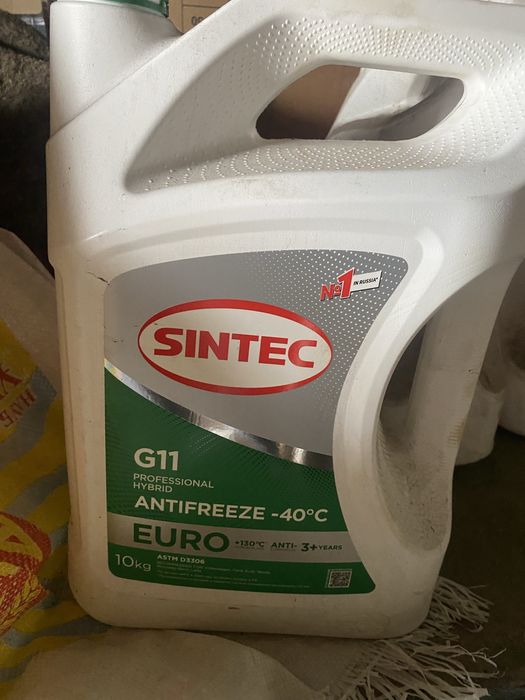 №1 IN RUSSIA*
SINTEC
G11
PROFESSIONAL
HYBRID
ANTIFREEZE -40°C
EURO +130°C ANTI- 3+ YEARS
10kg ASTM D3306